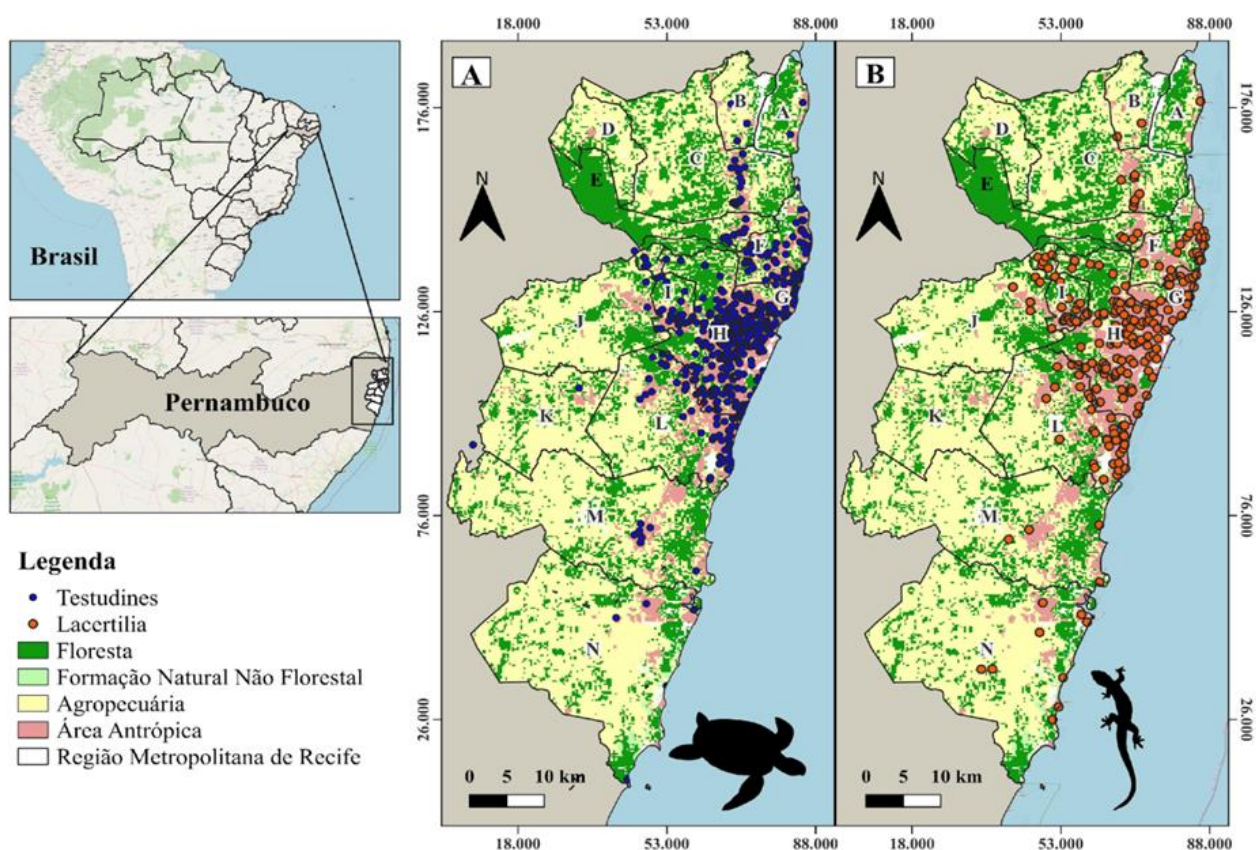 Brasil
Pernambuco
Legenda
Testudines
Lacertilia
Floresta
Formação Natural Não Florestal
Agropecuária
Área Antrópica
Região Metropolitana de Recife
18.000 53.000 88.000 18.000 53.000 88.000
176.000
126.000
76.000
26.000
A
N
B
A
D
C
E
F
G
I
J
H
K
L
M
N
0 5 10 km
B
N
B
A
D
C
E
F
G
I
J
H
K
L
M
N
0 5 10 km
176.000
126.000
76.000
26.000
18.000 53.000 88.000 18.000 53.000 88.000